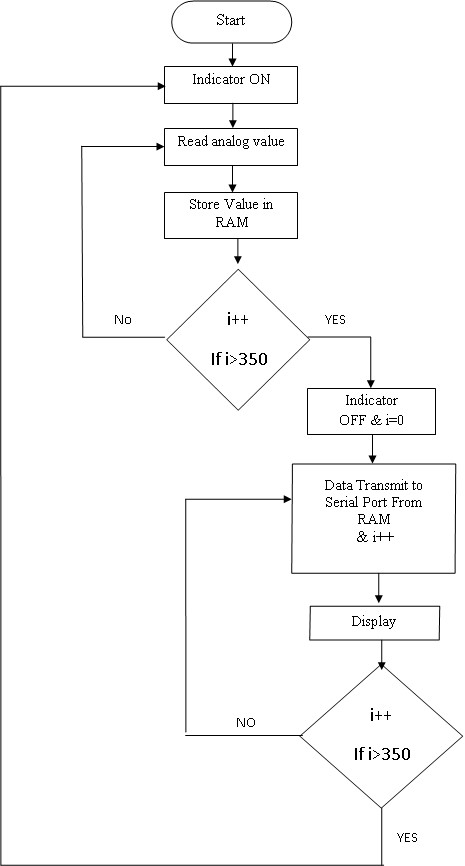 Start
Indicator ON
Read analog value
Store Value in
RAM
i++
If i>350
No
YES
Indicator
OFF & i=0
Data Transmit to
Serial Port From
RAM
& i++
Display
i++
If i>350
NO
YES